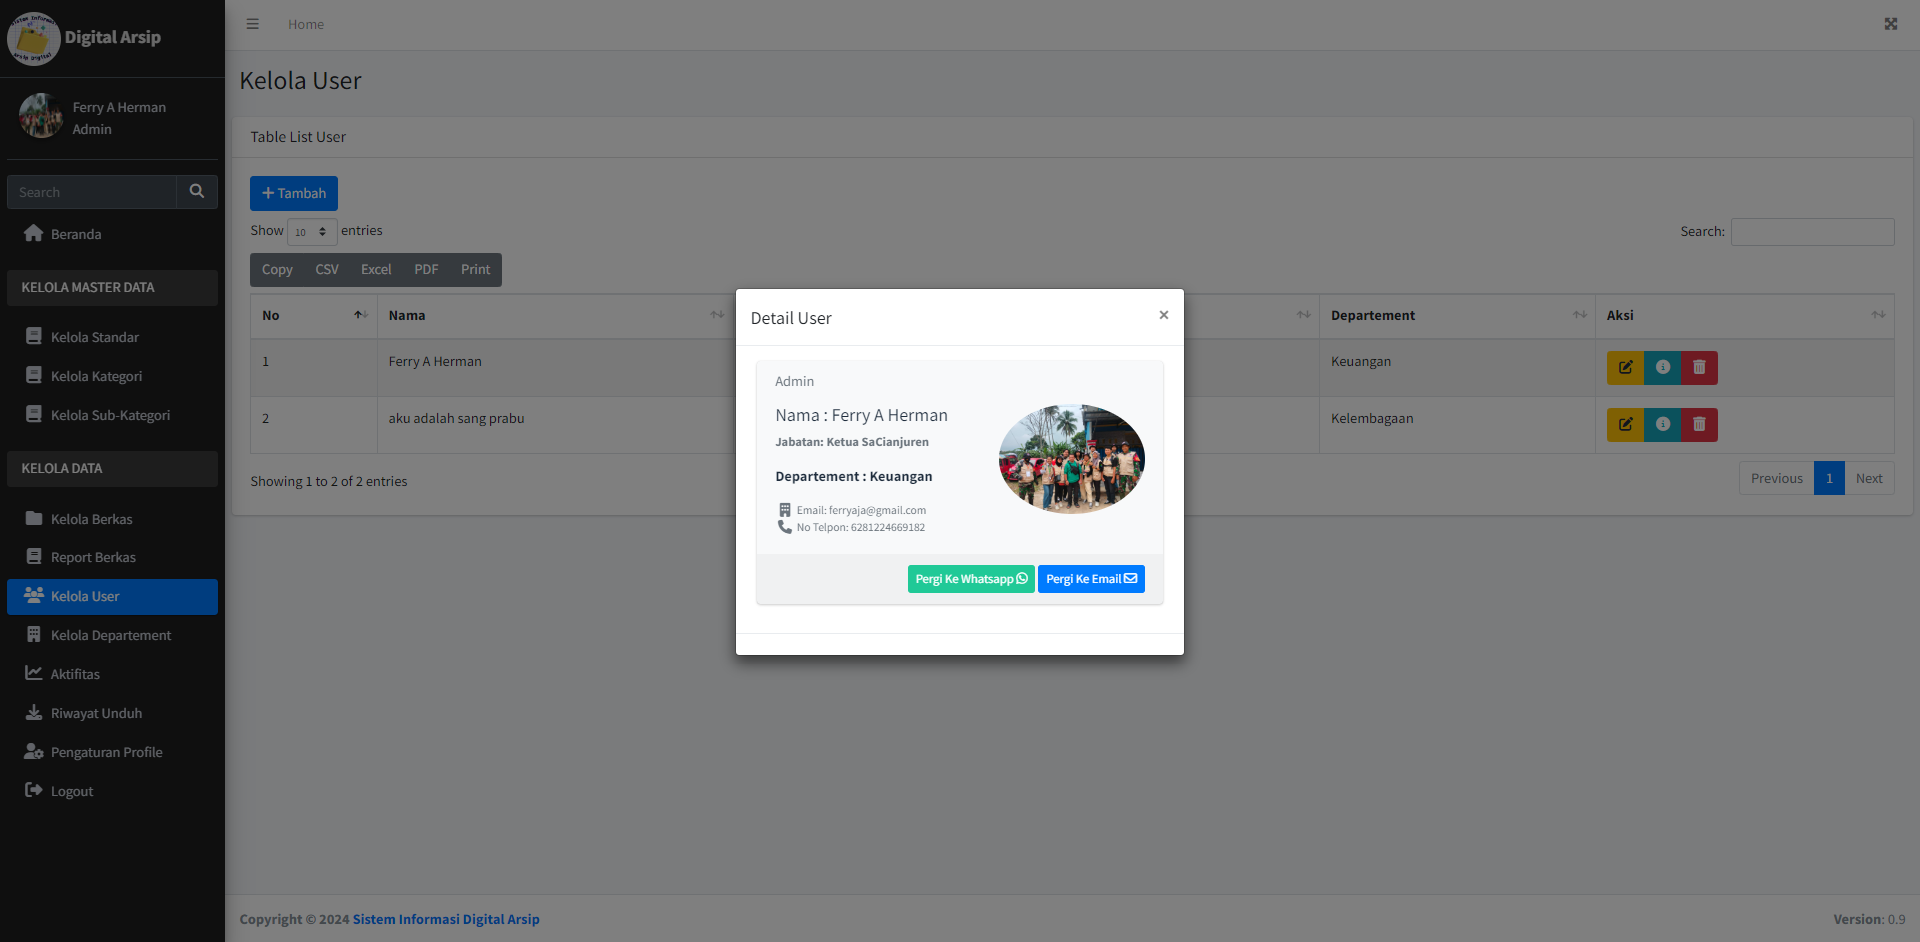 Digital Arsip
Ferry A Herman
Admin
Search
Beranda
KELOLA MASTER DATA
Kelola Standar
Kelola Kategori
Kelola Sub-Kategori
KELOLA DATA
Kelola Berkas
Report Berkas
Kelola User
Kelola Departement
Aktifitas
Riwayat Unduh
Pengaturan Profile
Logout
Home
Kelola User
Table List User
Tambah
Show 10 entries
Search:
Copy CSV Excel PDF Print
No Nama Departement Aksi
1 Ferry A Herman Keuangan
2 aku adalah sang prabu Kelembagaan
Showing 1 to 2 of 2 entries
Previous 1 Next
Detail User
×
Admin
Nama : Ferry A Herman
Jabatan: Ketua SaCianjuren
Departement : Keuangan
Email: ferryaja@gmail.com
No Telpon: 6281224669182
Pergi Ke Whatsapp Pergi Ke Email
Copyright © 2024 Sistem Informasi Digital Arsip
Version: 0.9